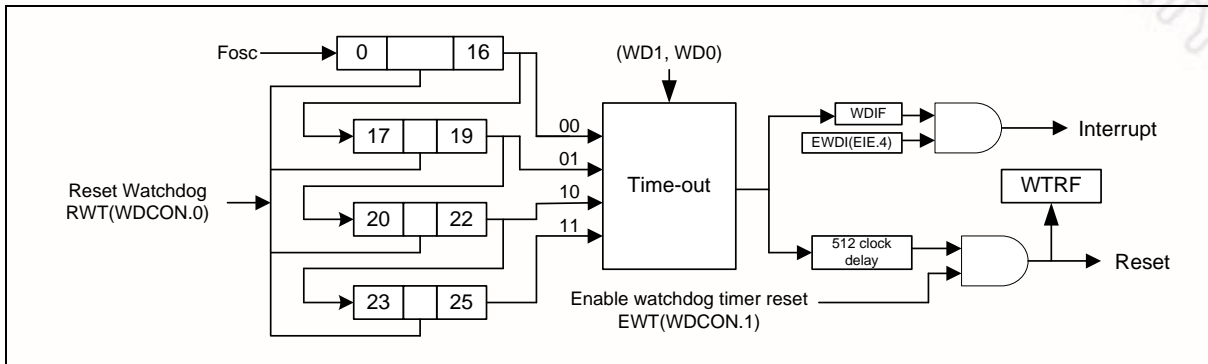 Fosc
0
16
(WD1, WD0)
00
17
19
01
WDIF
EWDI(EIE.4)
Interrupt
Time-out
10
Reset Watchdog
RWT(WDCON.0)
20
22
11
WTRF
512 clock
delay
Reset
23
25
Enable watchdog timer reset
EWT(WDCON.1)